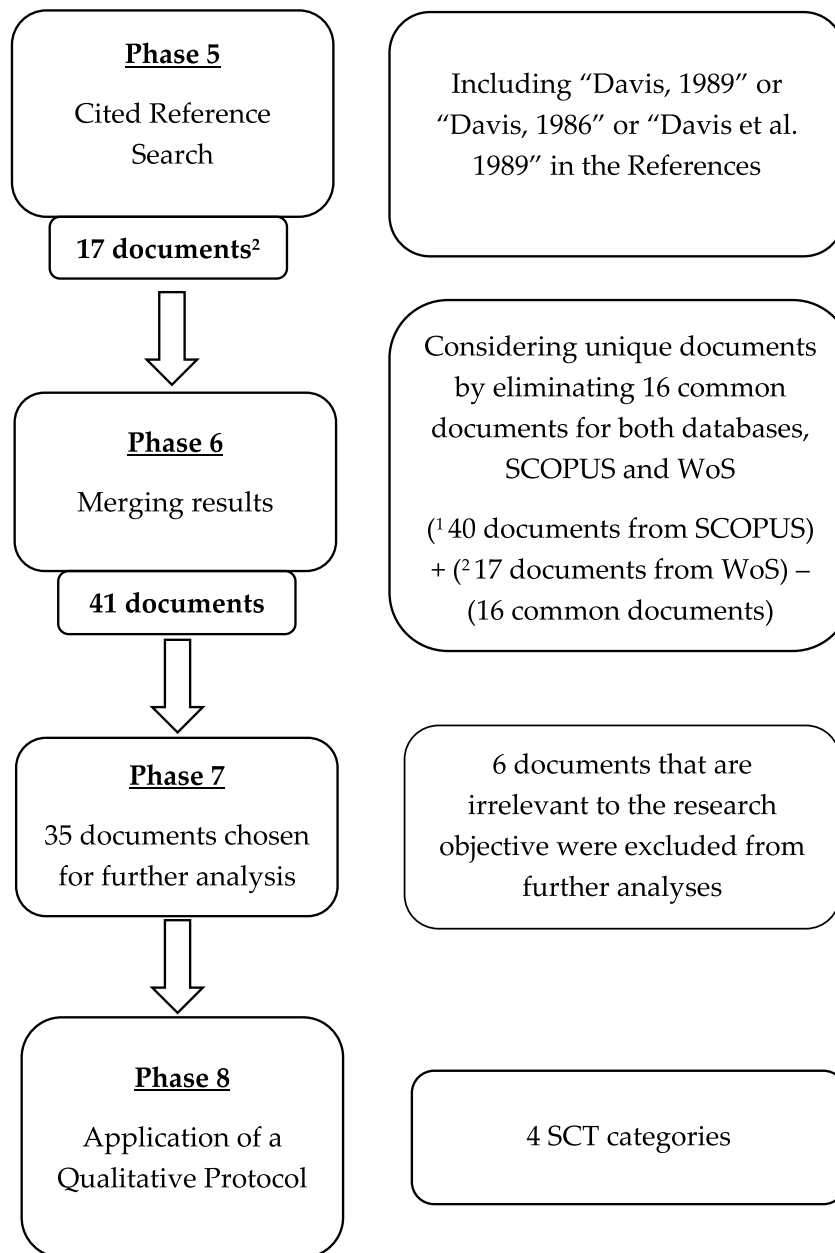 Phase 5
Cited Reference
Search
17 documents²
Including “Davis, 1989” or
“Davis, 1986” or “Davis et al.
1989” in the References
Phase 6
Merging results
41 documents
Considering unique documents
by eliminating 16 common
documents for both databases,
SCOPUS and WoS
(¹ 40 documents from SCOPUS)
+ (² 17 documents from WoS) –
(16 common documents)
Phase 7
35 documents chosen
for further analysis
6 documents that are
irrelevant to the research
objective were excluded from
further analyses
Phase 8
Application of a
Qualitative Protocol
4 SCT categories